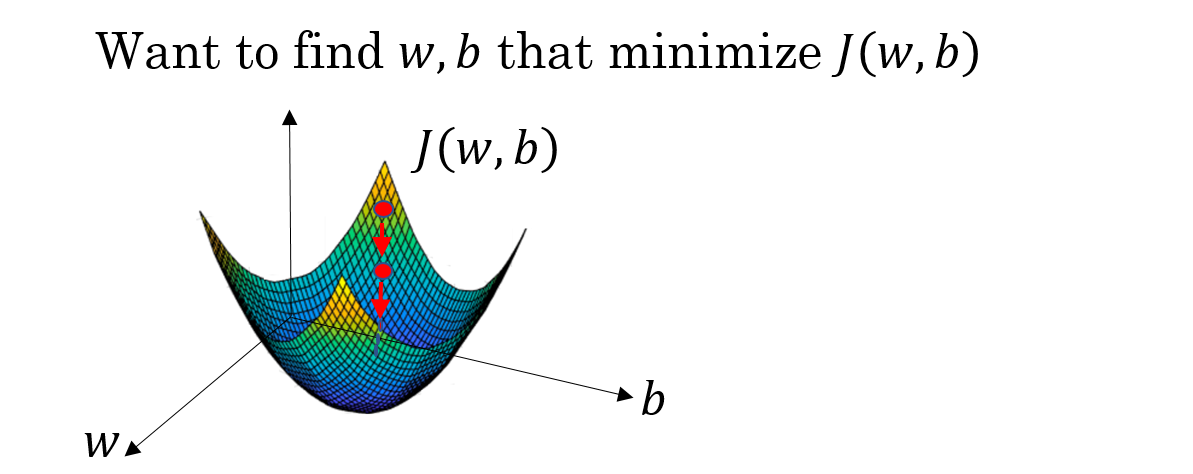 Want to find w, b that minimize J(w, b)
J(w, b)
b
w